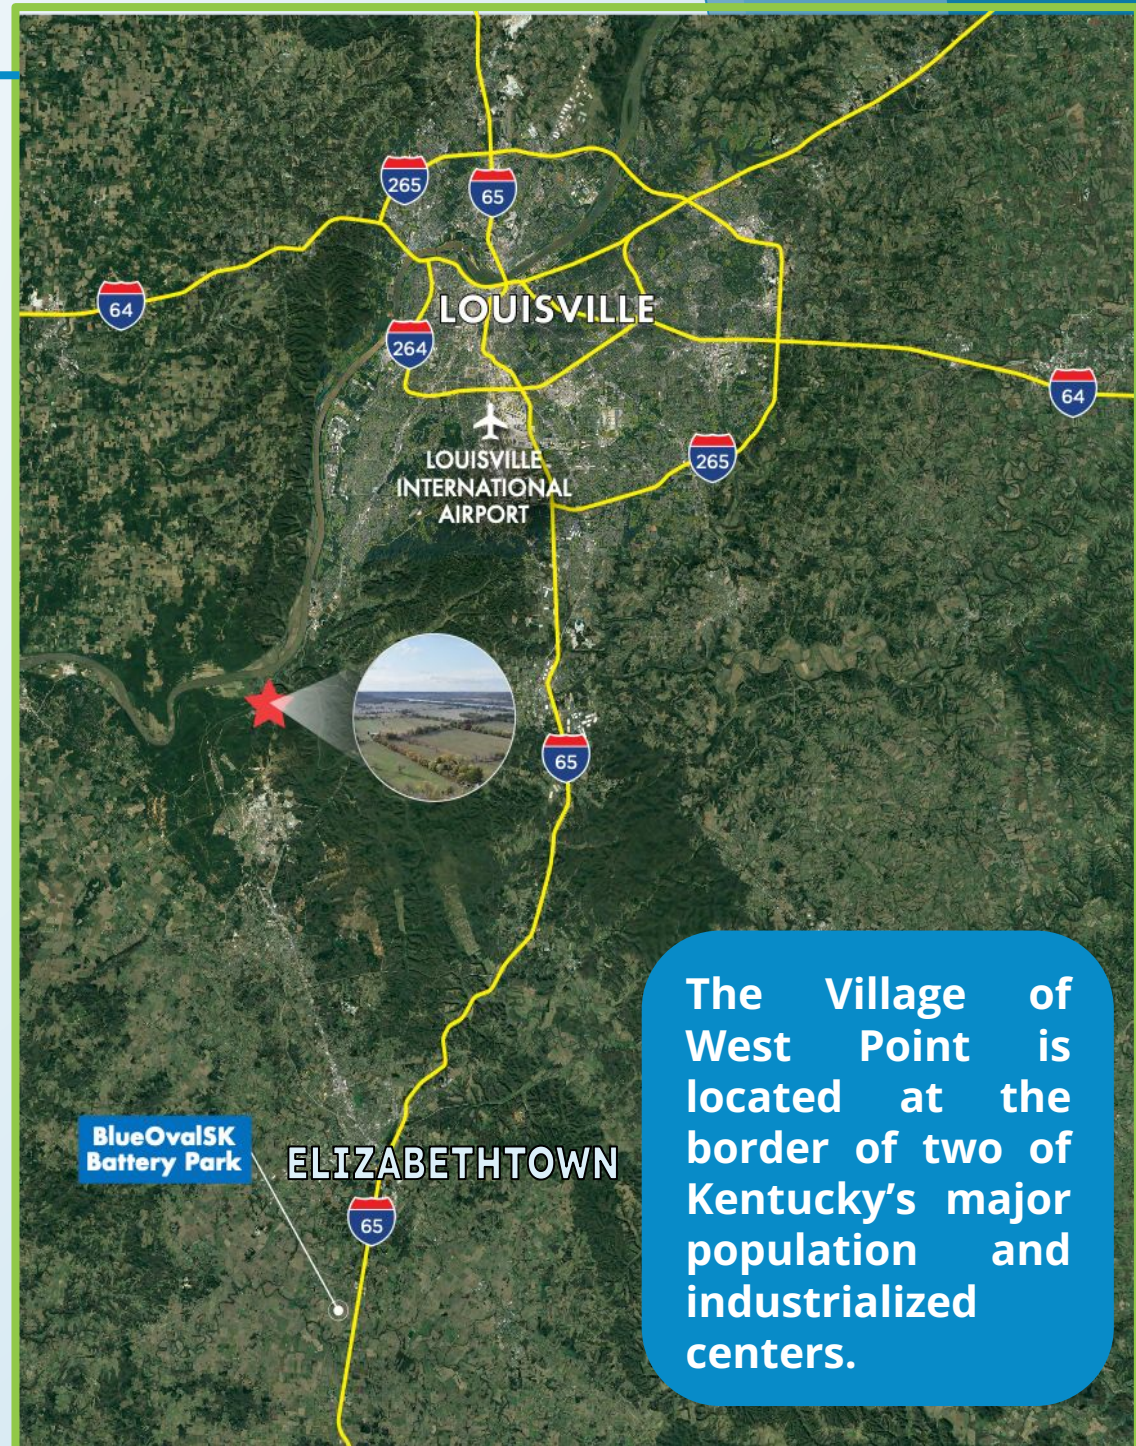 265
65
64
LOUISVILLE
264
64
LOUISVILLE
INTERNATIONAL
AIRPORT
265
65
The Village of
West Point is
located at the
border of two of
Kentucky's major
population and
industrialized
centers.
BlueOvalSK
Battery Park
ELIZABETHTOWN
65